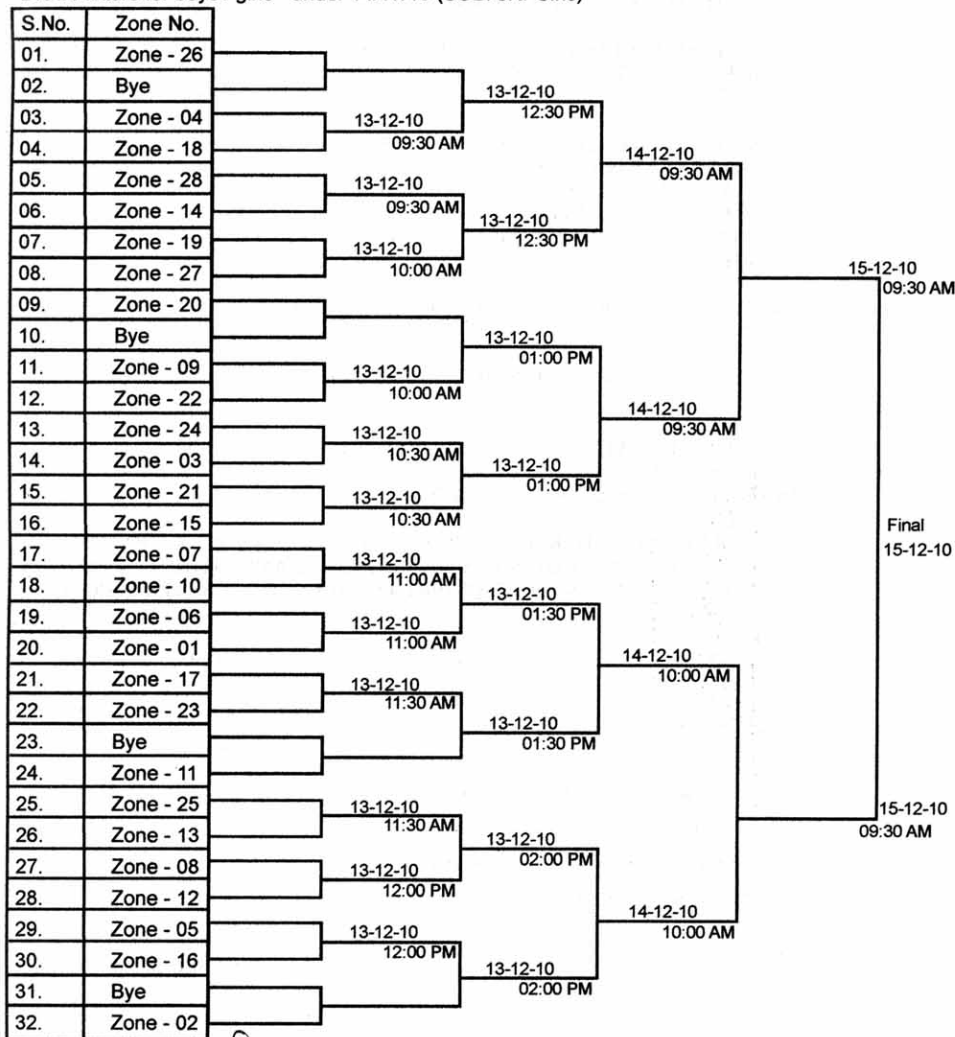 S.No. Zone No.
01. Zone - 26
02. Bye
03. Zone - 04
04. Zone - 18
05. Zone - 28
06. Zone - 14
07. Zone - 19
08. Zone - 27
09. Zone - 20
10. Bye
11. Zone - 09
12. Zone - 22
13. Zone - 24
14. Zone - 03
15. Zone - 21
16. Zone - 15
17. Zone - 07
18. Zone - 10
19. Zone - 06
20. Zone - 01
21. Zone - 17
22. Zone - 23
23. Bye
24. Zone - 11
25. Zone - 25
26. Zone - 13
27. Zone - 08
28. Zone - 12
29. Zone - 05
30. Zone - 16
31. Bye
32. Zone - 02
13-12-10
09:30 AM
13-12-10
09:30 AM
13-12-10
10:00 AM
13-12-10
10:00 AM
13-12-10
10:30 AM
13-12-10
10:30 AM
13-12-10
11:00 AM
13-12-10
11:00 AM
13-12-10
11:30 AM
13-12-10
11:30 AM
13-12-10
12:00 PM
13-12-10
12:00 PM
13-12-10
12:30 PM
13-12-10
12:30 PM
13-12-10
01:00 PM
13-12-10
01:00 PM
13-12-10
01:30 PM
13-12-10
01:30 PM
13-12-10
02:00 PM
13-12-10
02:00 PM
14-12-10
09:30 AM
14-12-10
09:30 AM
14-12-10
10:00 AM
14-12-10
10:00 AM
15-12-10
09:30 AM
15-12-10
09:30 AM
Final
15-12-10